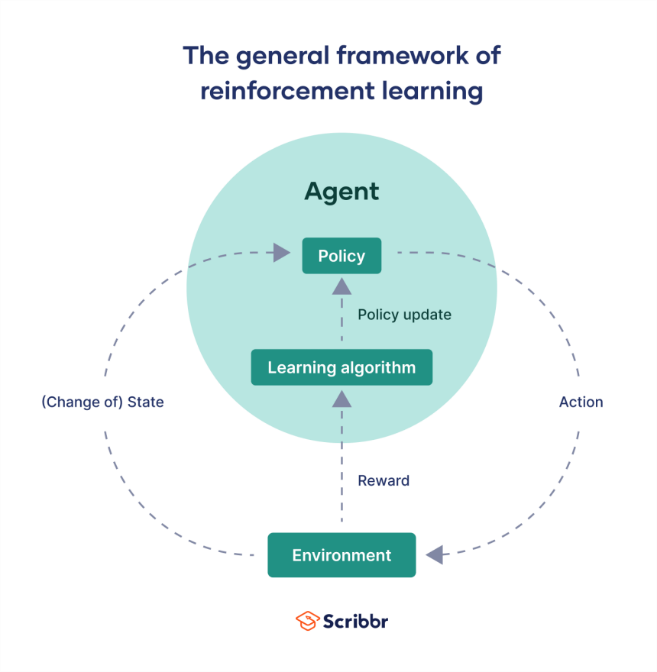 The general framework of
reinforcement learning
Agent
Policy
Policy update
Learning algorithm
(Change of) State
Action
Reward
Environment
Scribbr